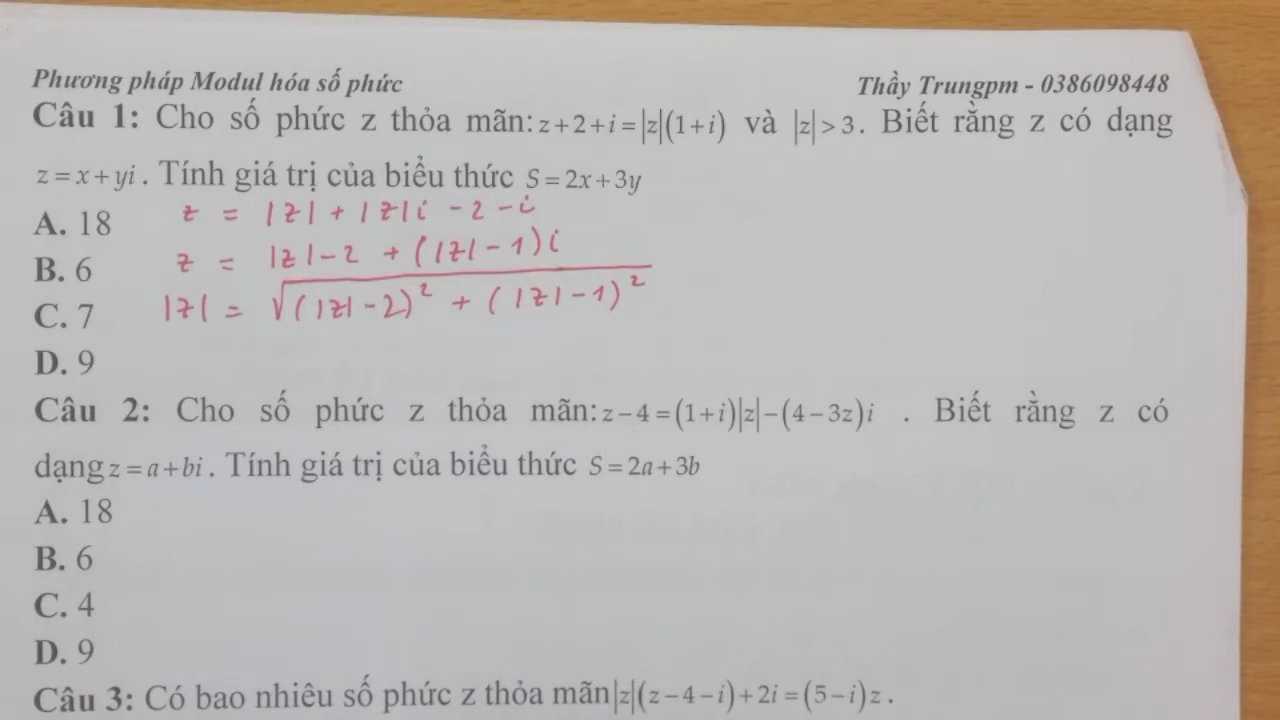 Phương pháp Modul hóa số phức Thầy Trungpm - 0386098448
Câu 1: Cho số phức z thỏa mãn: z+2+i=|z|(1+i) và |z|>3. Biết rằng z có dạng
z=x+yi. Tính giá trị của biểu thức S=2x+3y
z = |z| + |z|i - 2 - i
A. 18
z = |z| - 2 + (|z| - 1)i
B. 6
|z| = √((|z| - 2)² + (|z| - 1)²)
C. 7
D. 9
Câu 2: Cho số phức z thỏa mãn: z-4=(1+i)|z|-(4-3z)i . Biết rằng z có
dạng z=a+bi. Tính giá trị của biểu thức S=2a+3b
A. 18
B. 6
C. 4
D. 9
Câu 3: Có bao nhiêu số phức z thỏa mãn |z|(z-4-i)+2i=(5-i)z.